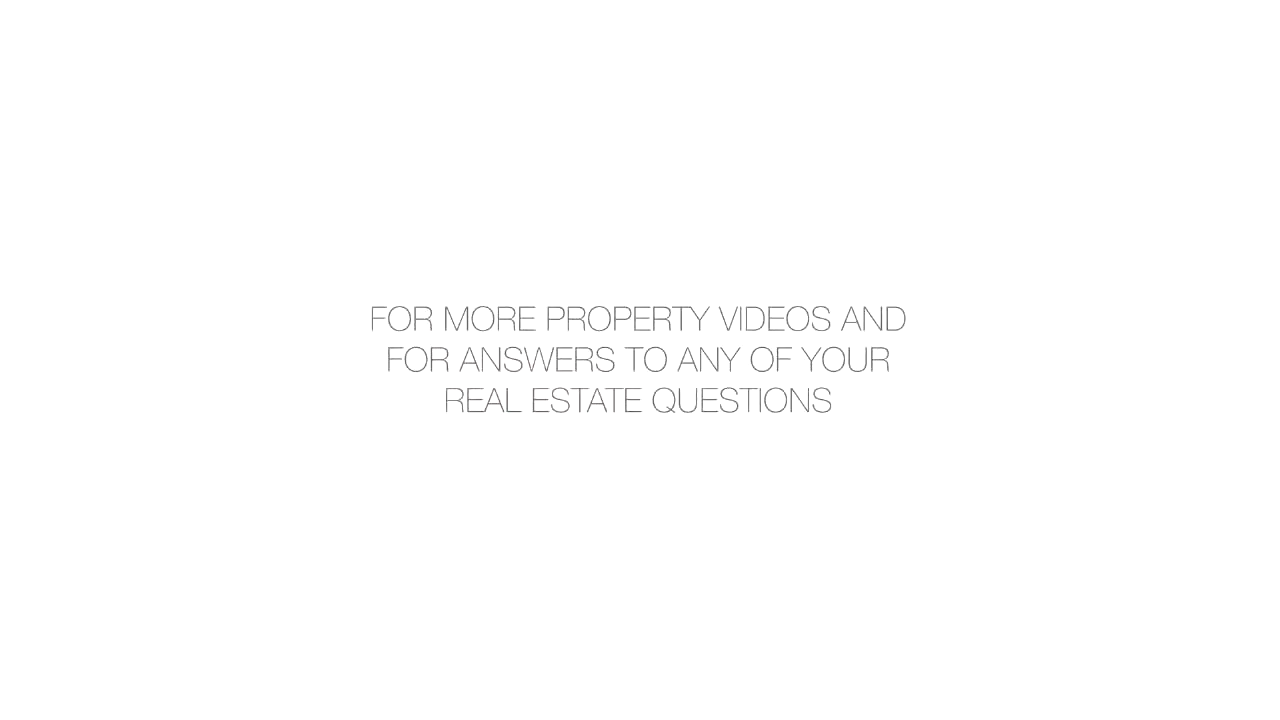 FOR MORE PROPERTY VIDEOS AND
FOR ANSWERS TO ANY OF YOUR
REAL ESTATE QUESTIONS